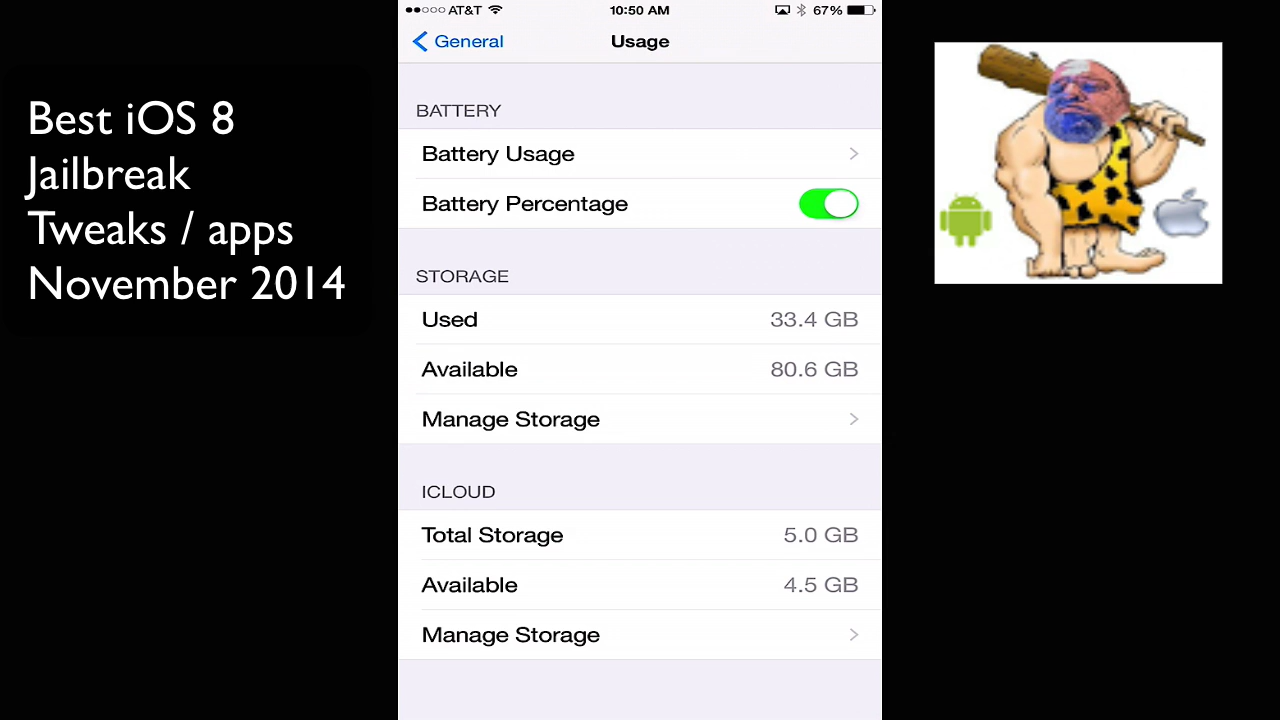 Best iOS 8
Jailbreak
Tweaks / apps
November 2014
AT&T 10:50 AM 67%
General Usage
BATTERY
Battery Usage
Battery Percentage
STORAGE
Used 33.4 GB
Available 80.6 GB
Manage Storage
ICLOUD
Total Storage 5.0 GB
Available 4.5 GB
Manage Storage